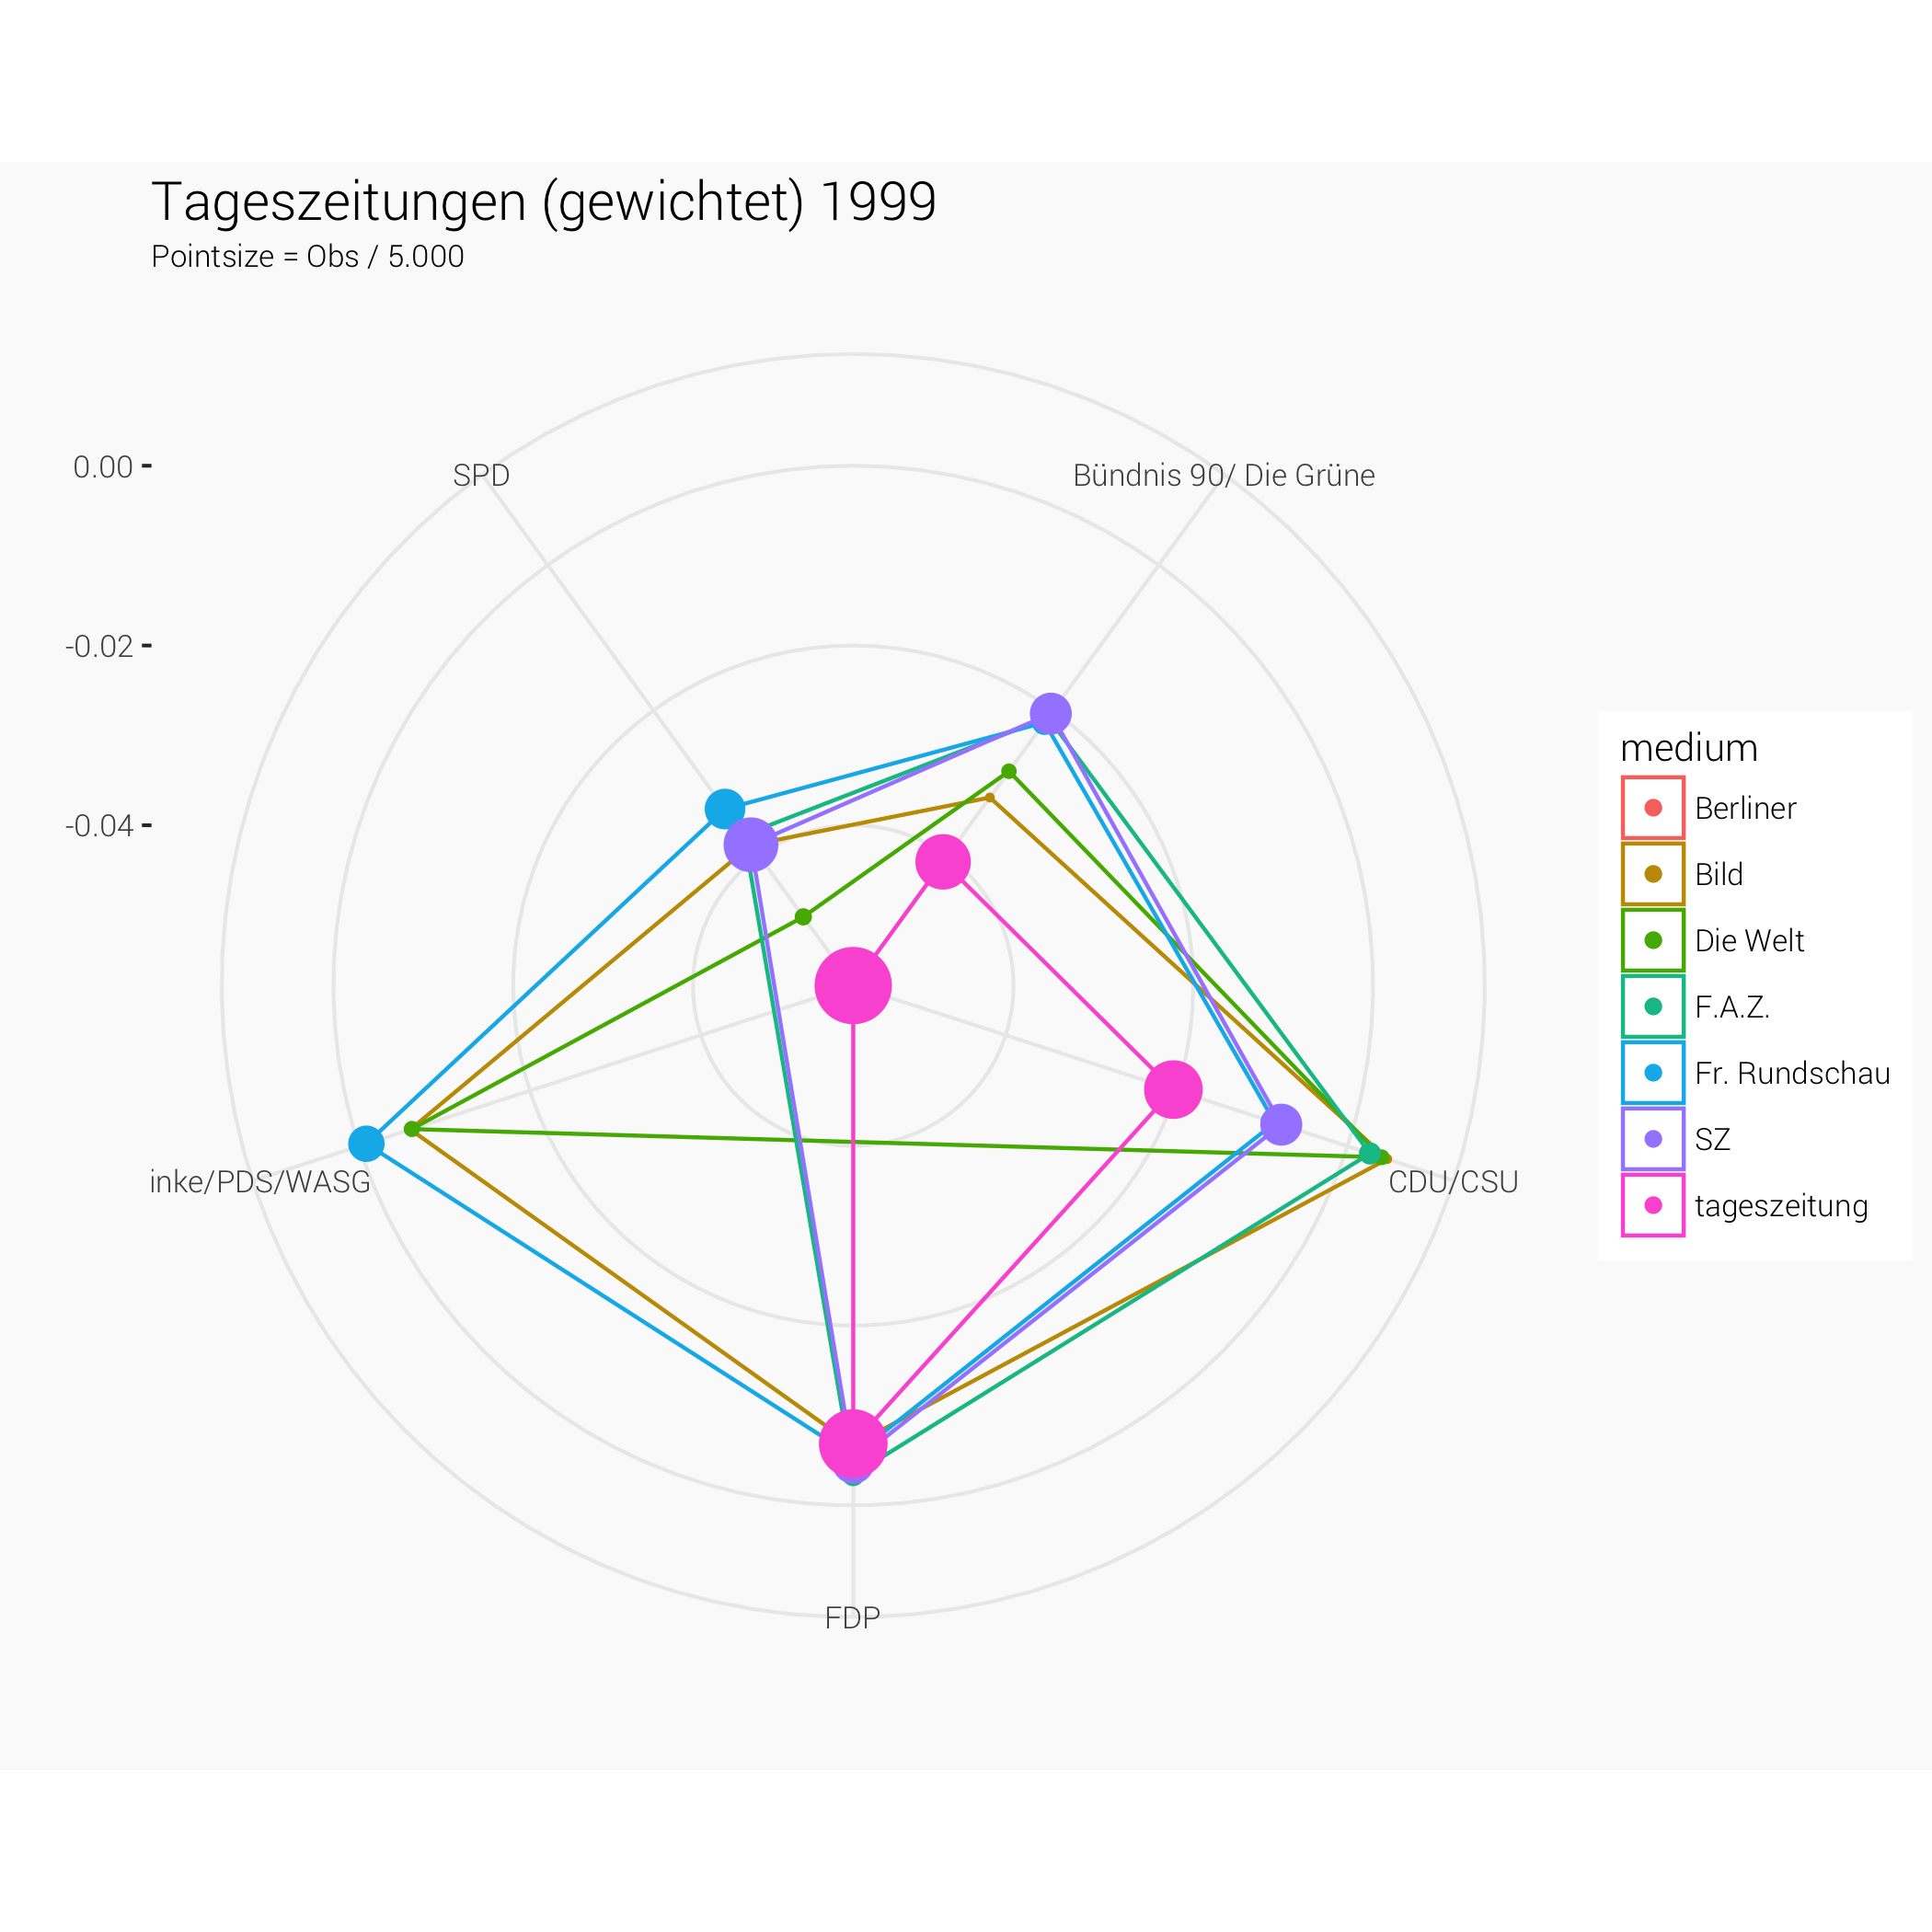 Tageszeitungen (gewichtet) 1999
Pointsize = Obs / 5.000
0.00
-0.02
-0.04
SPD
Bündnis 90/ Die Grüne
inke/PDS/WASG
CDU/CSU
FDP
medium
Berliner
Bild
Die Welt
F.A.Z.
Fr. Rundschau
SZ
tageszeitung